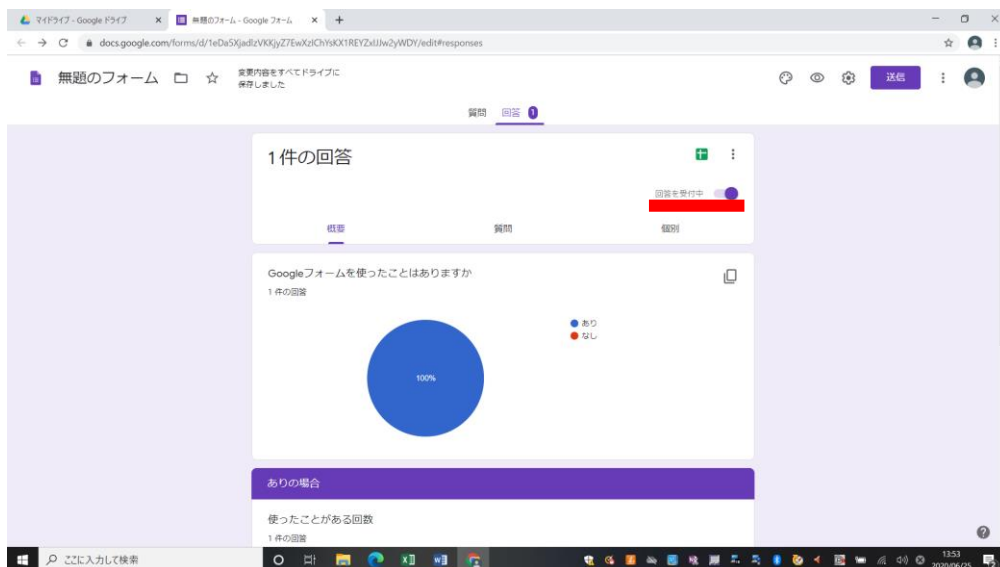 マイドライブ - Google ドライブ
無題のフォーム - Google フォーム
docs.google.com/forms/d/1eDa5XjadlzVKKjyZ7EwXzIChYsKX1REYZxIJJw2yWDY/edit#responses
無題のフォーム
変更内容をすべてドライブに
保存しました
送信
質問 回答 1
1件の回答
回答を受付中
概要 質問 個別
Googleフォームを使ったことはありますか
1 件の回答
あり
なし
100%
ありの場合
使ったことがある回数
1 件の回答
ここに入力して検索
13:53
2020/06/25